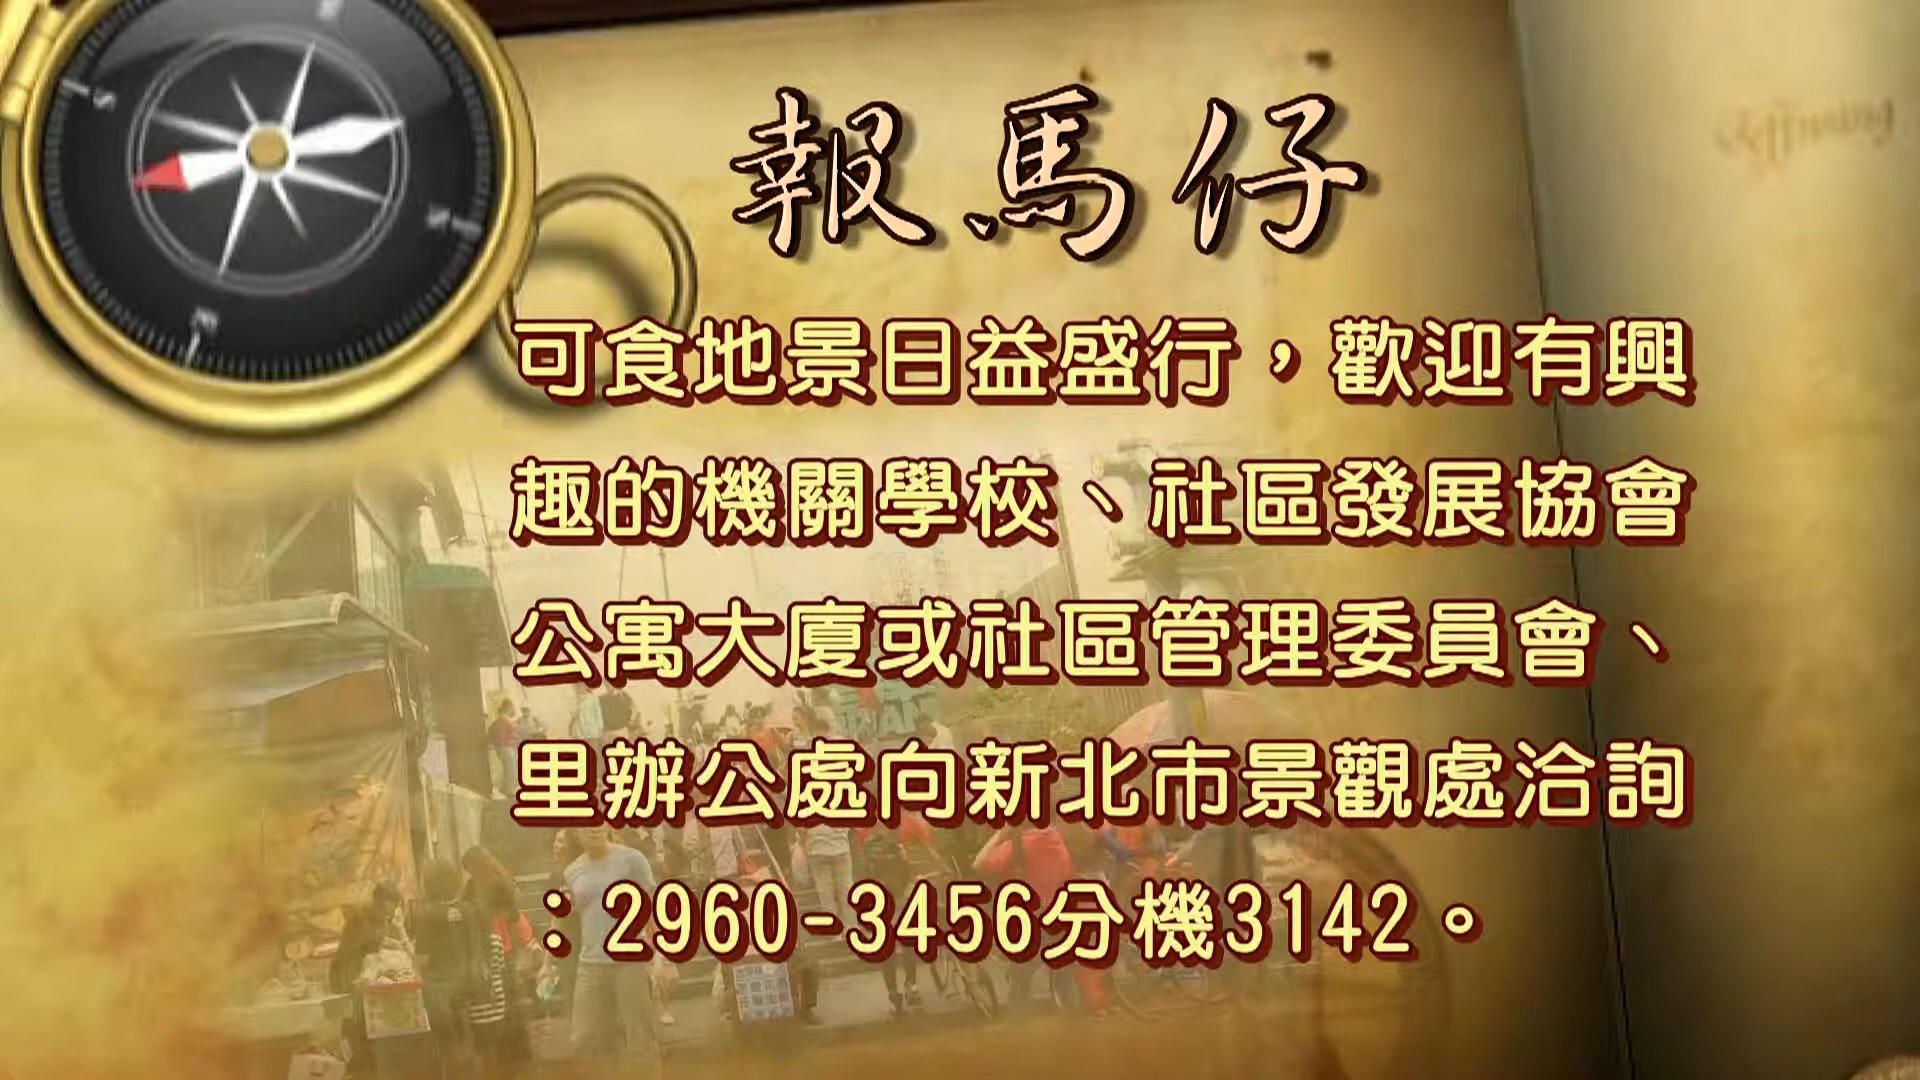 報馬仔
可食地景日益盛行，歡迎有興
趣的機關學校、社區發展協會
公寓大廈或社區管理委員會、
里辦公處向新北市景觀處洽詢
：2960-3456分機3142。